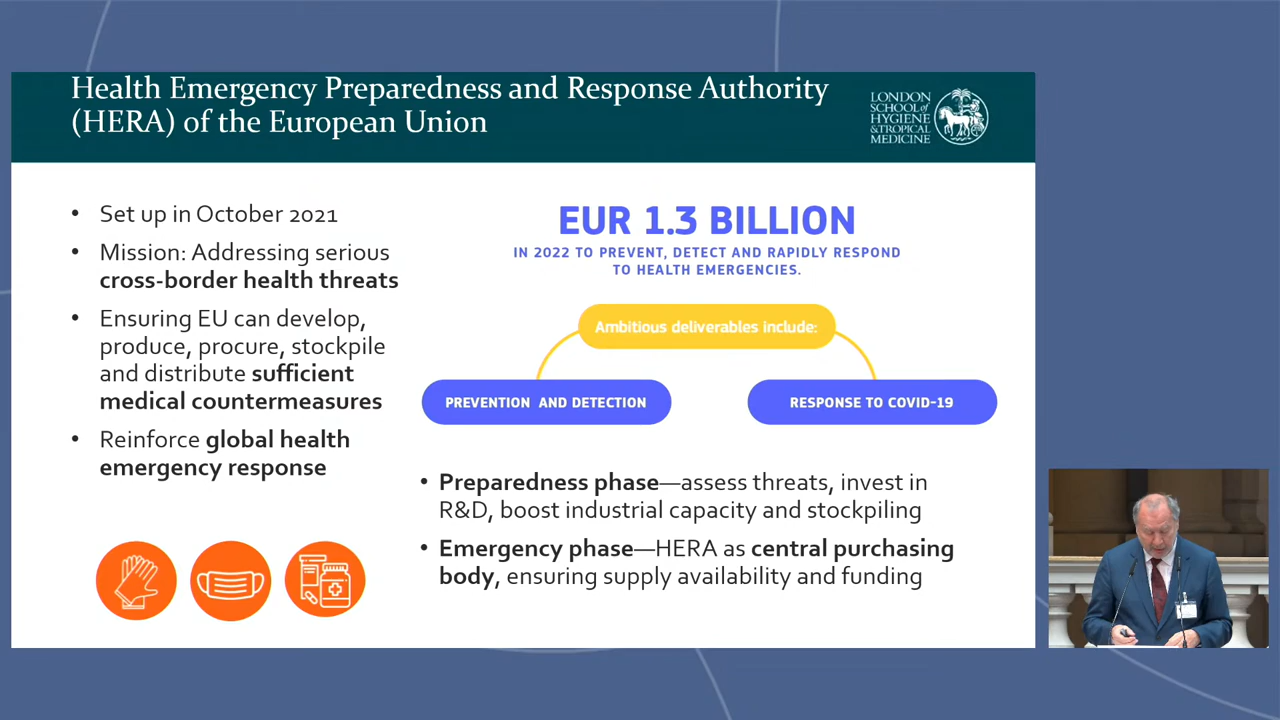 Health Emergency Preparedness and Response Authority
(HERA) of the European Union
LONDON
SCHOOL of
HYGIENE
& TROPICAL
MEDICINE
• Set up in October 2021
• Mission: Addressing serious
cross-border health threats
• Ensuring EU can develop,
produce, procure, stockpile
and distribute sufficient
medical countermeasures
• Reinforce global health
emergency response
EUR 1.3 BILLION
IN 2022 TO PREVENT, DETECT AND RAPIDLY RESPOND
TO HEALTH EMERGENCIES.
Ambitious deliverables include:
PREVENTION AND DETECTION
RESPONSE TO COVID-19
• Preparedness phase—assess threats, invest in
R&D, boost industrial capacity and stockpiling
• Emergency phase—HERA as central purchasing
body, ensuring supply availability and funding